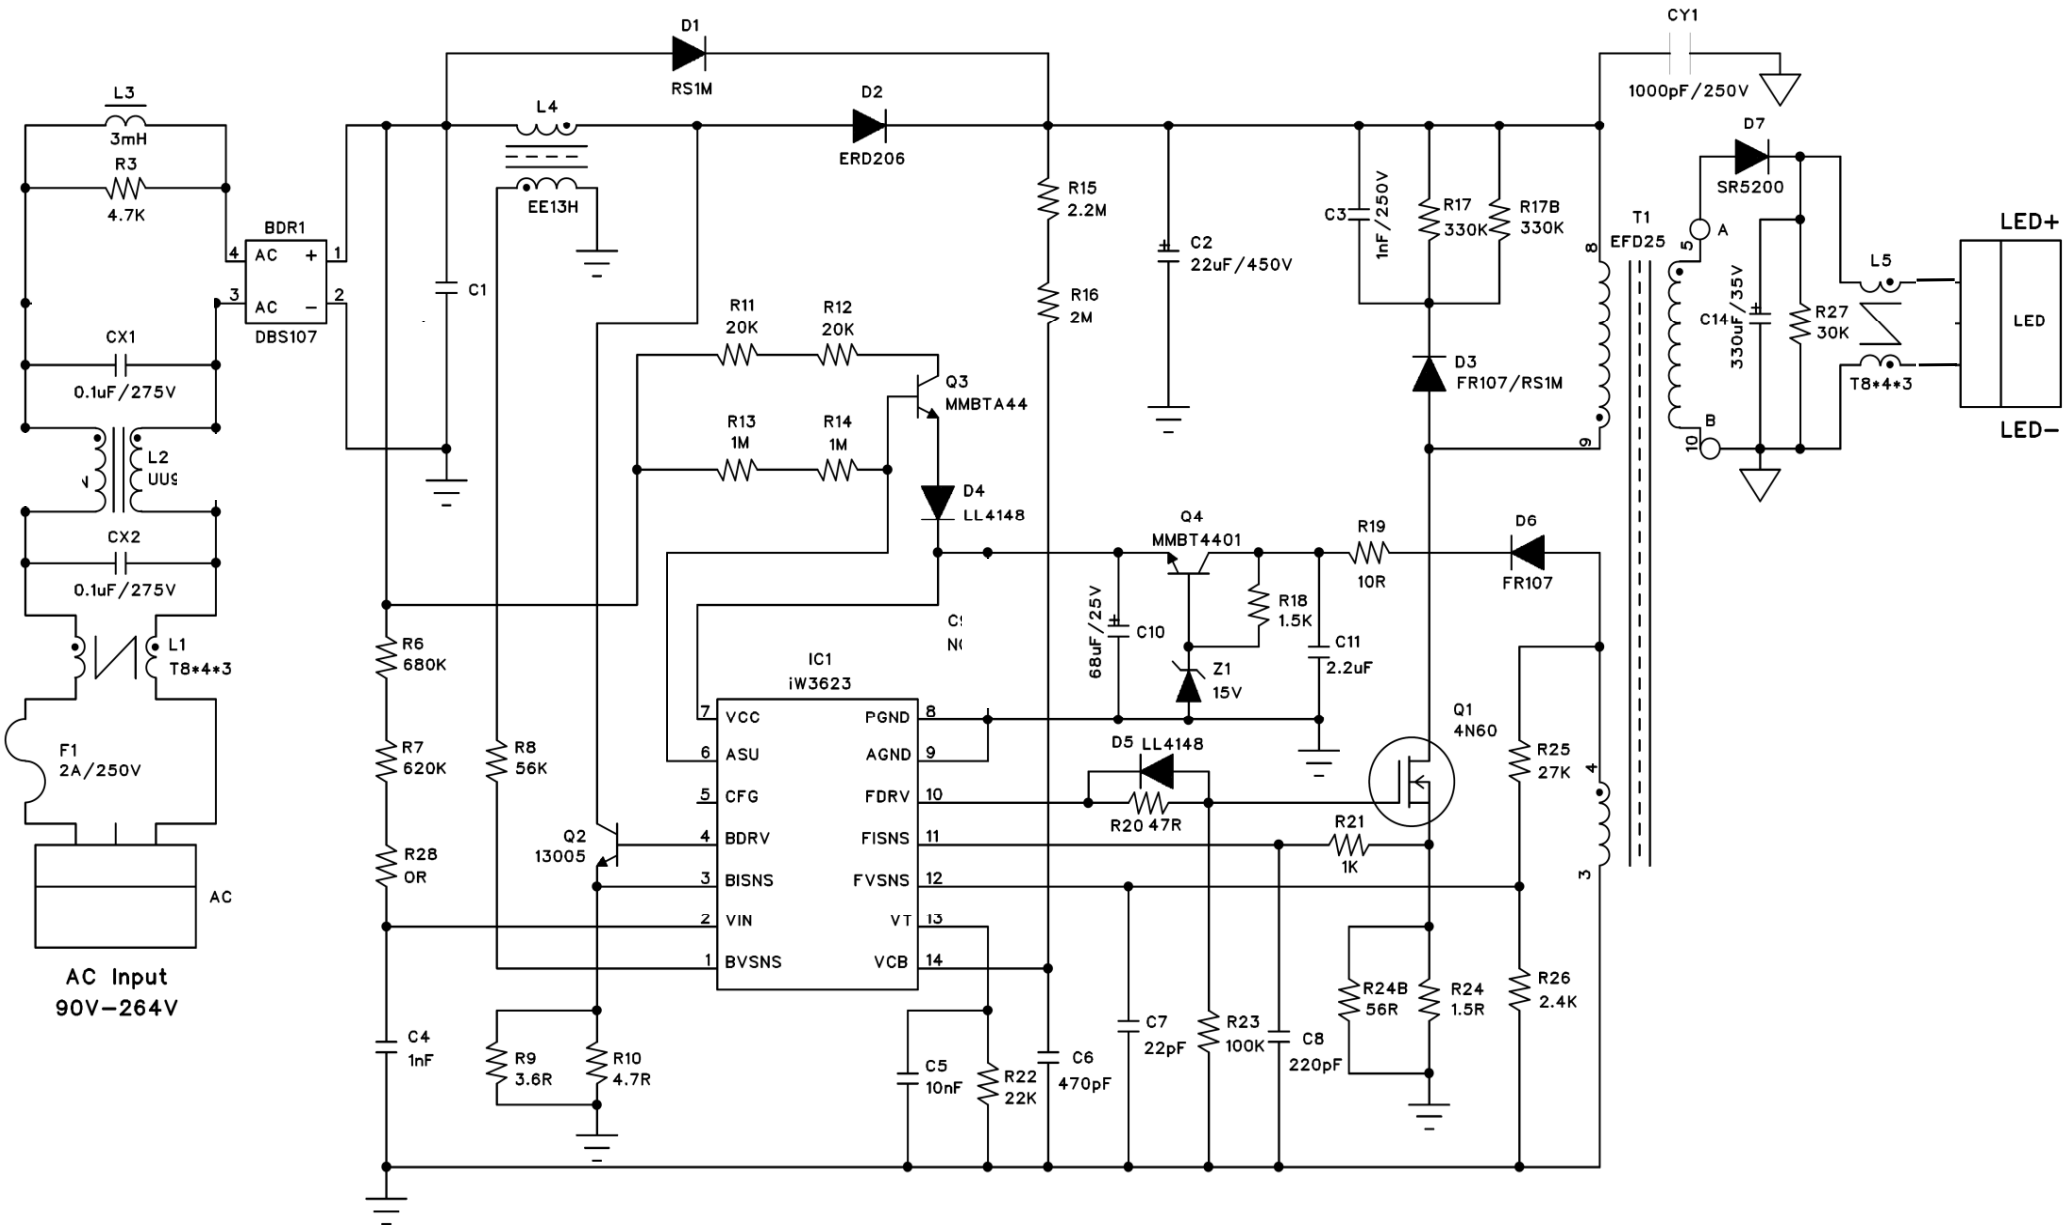 CY1
1000pF/250V
D1
RS1M
L3
3mH
R3
4.7K
L4
EE13H
D2
ERD206
D7
SR5200
BDR1
4 AC + 1
3 AC − 2
DBS107
C1
R15
2.2M
R16
2M
C2
22uF/450V
C3
1nF/250V
R17
330K
R17B
330K
T1
EFD25
8
9
5
A
10
B
D3
FR107/RS1M
C14
330uF/35V
R27
30K
L5
T8*4*3
LED+
LED
LED−
CX1
0.1uF/275V
L2
CX2
0.1uF/275V
L1
T8*4*3
F1
2A/250V
AC
AC Input
90V−264V
R11
20K
R12
20K
R13
1M
R14
1M
Q3
MMBTA44
D4
LL4148
Q4
MMBT4401
R19
10R
D6
FR107
R18
1.5K
C10
68uF/25V
C11
2.2uF
Z1
15V
R6
680K
R7
620K
R28
0R
R8
56K
IC1
iW3623
7 VCC PGND 8
6 ASU AGND 9
5 CFG FDRV 10
4 BDRV FISNS 11
3 BISNS FVSNS 12
2 VIN VT 13
1 BVSNS VCB 14
D5 LL4148
R20 47R
Q1
4N60
R21
1K
R25
27K
4
3
Q2
13005
R24B
56R
R24
1.5R
R26
2.4K
C4
1nF
R9
3.6R
R10
4.7R
C5
10nF
R22
22K
C6
470pF
C7
22pF
R23
100K
C8
220pF